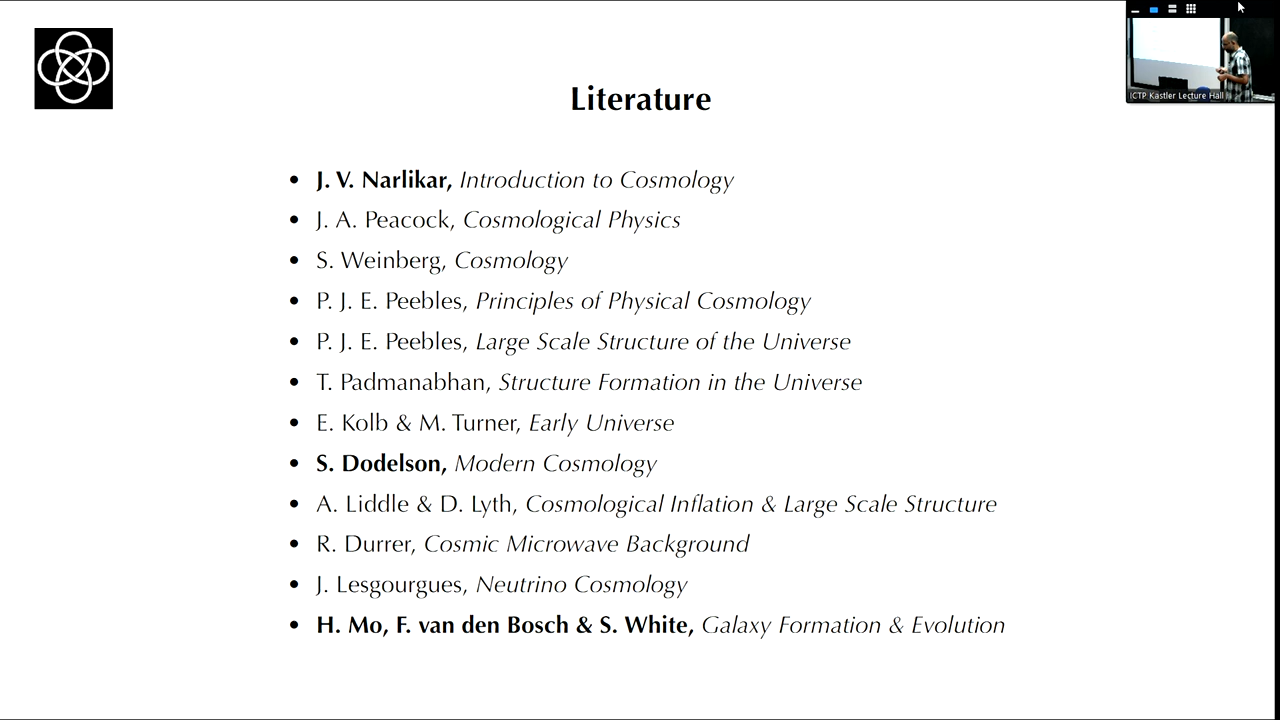 Literature
ICTP Kastler Lecture Hall
• J. V. Narlikar, Introduction to Cosmology
• J. A. Peacock, Cosmological Physics
• S. Weinberg, Cosmology
• P. J. E. Peebles, Principles of Physical Cosmology
• P. J. E. Peebles, Large Scale Structure of the Universe
• T. Padmanabhan, Structure Formation in the Universe
• E. Kolb & M. Turner, Early Universe
• S. Dodelson, Modern Cosmology
• A. Liddle & D. Lyth, Cosmological Inflation & Large Scale Structure
• R. Durrer, Cosmic Microwave Background
• J. Lesgourgues, Neutrino Cosmology
• H. Mo, F. van den Bosch & S. White, Galaxy Formation & Evolution